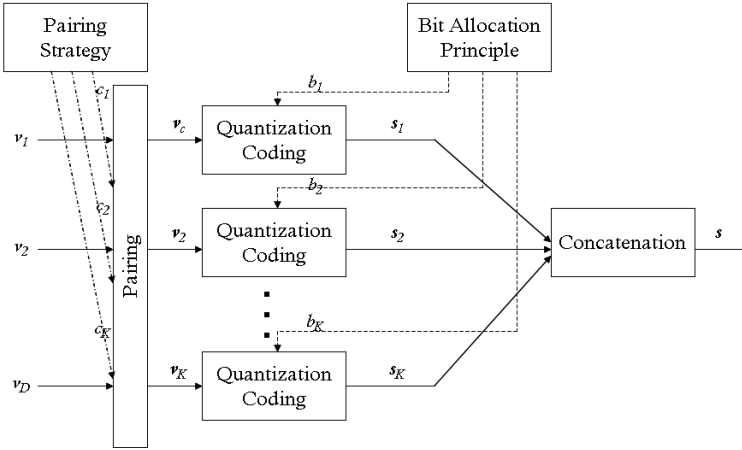 Pairing
Strategy
Bit Allocation
Principle
c1
b1
v1
vc
Quantization
Coding
s1
c2
b2
v2
Pairing
v2
Quantization
Coding
s2
Concatenation
s
cK
bK
vD
vK
Quantization
Coding
sK